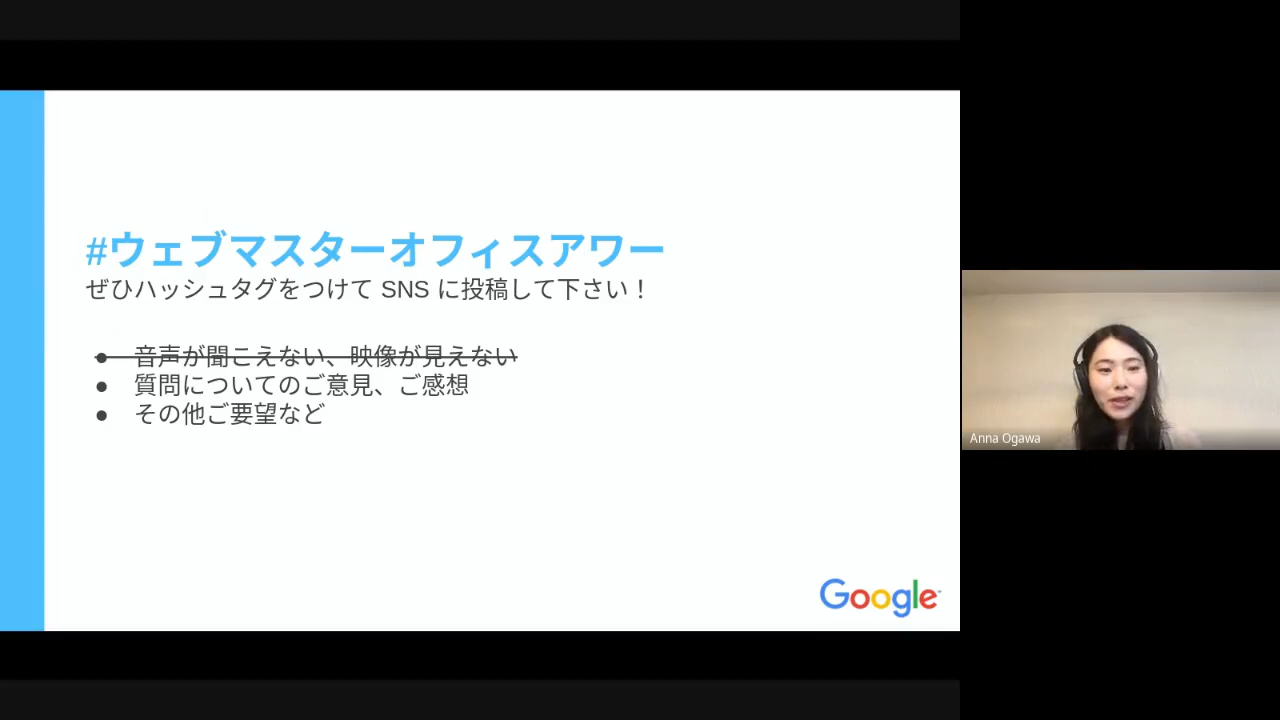 #ウェブマスターオフィスアワー
ぜひハッシュタグをつけて SNS に投稿して下さい！
● 音声が聞こえない、映像が見えない
● 質問についてのご意見、ご感想
● その他ご要望など
Google
Anna Ogawa